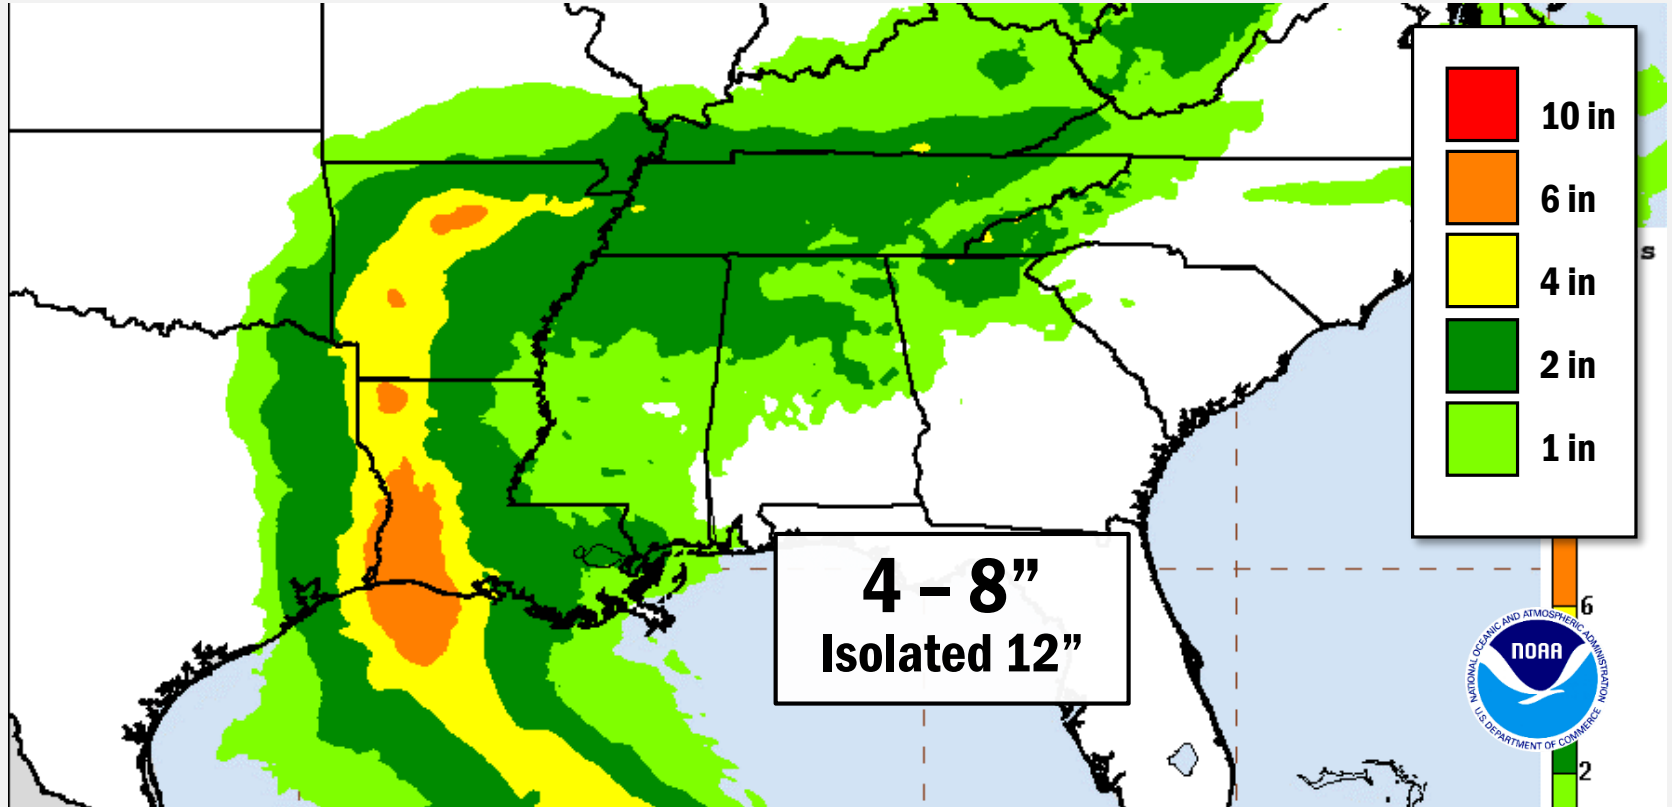 10 in
6 in
4 in
2 in
1 in
s
4 – 8”
Isolated 12”
6
2
NATIONAL OCEANIC AND ATMOSPHERIC ADMINISTRATION
NOAA
U.S. DEPARTMENT OF COMMERCE